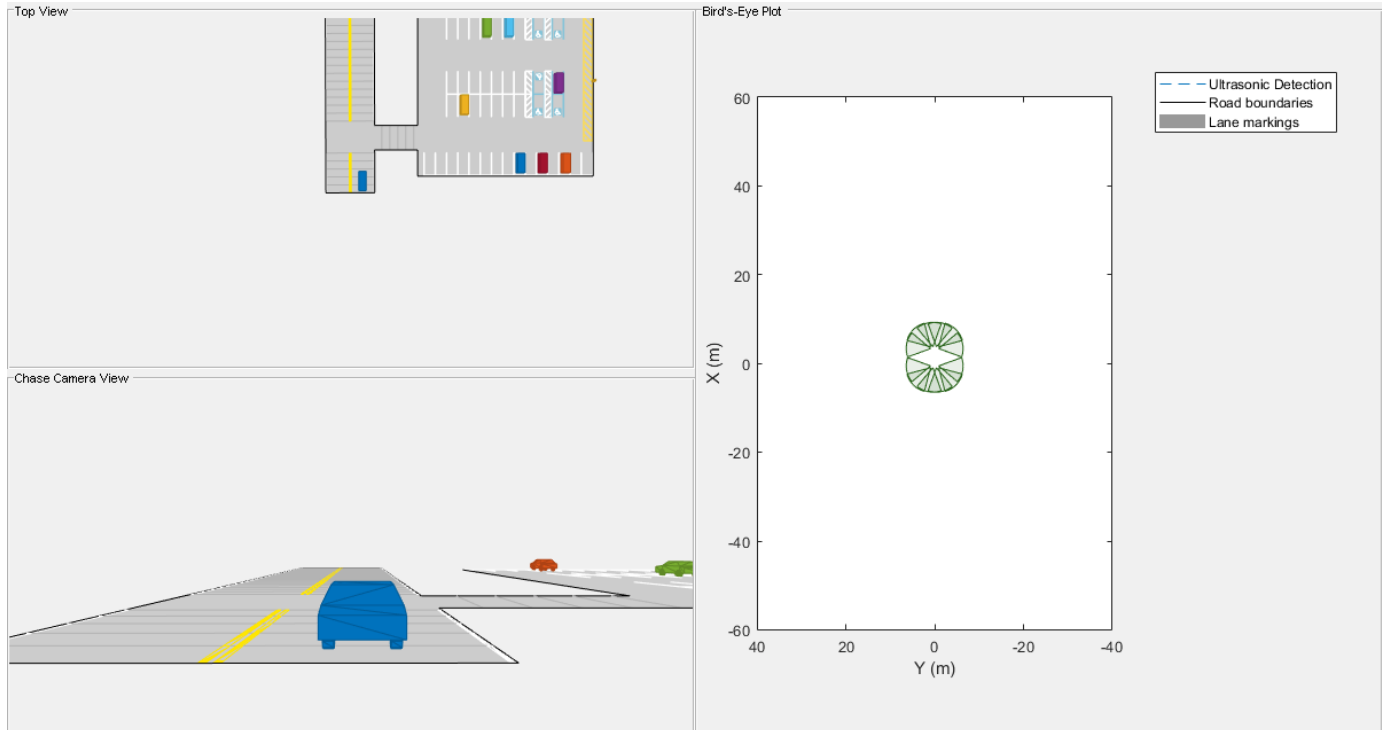 Top View
Chase Camera View
Bird's-Eye Plot
Ultrasonic Detection
Road boundaries
Lane markings
60
40
20
0
-20
-40
-60
X (m)
40
20
0
-20
-40
Y (m)